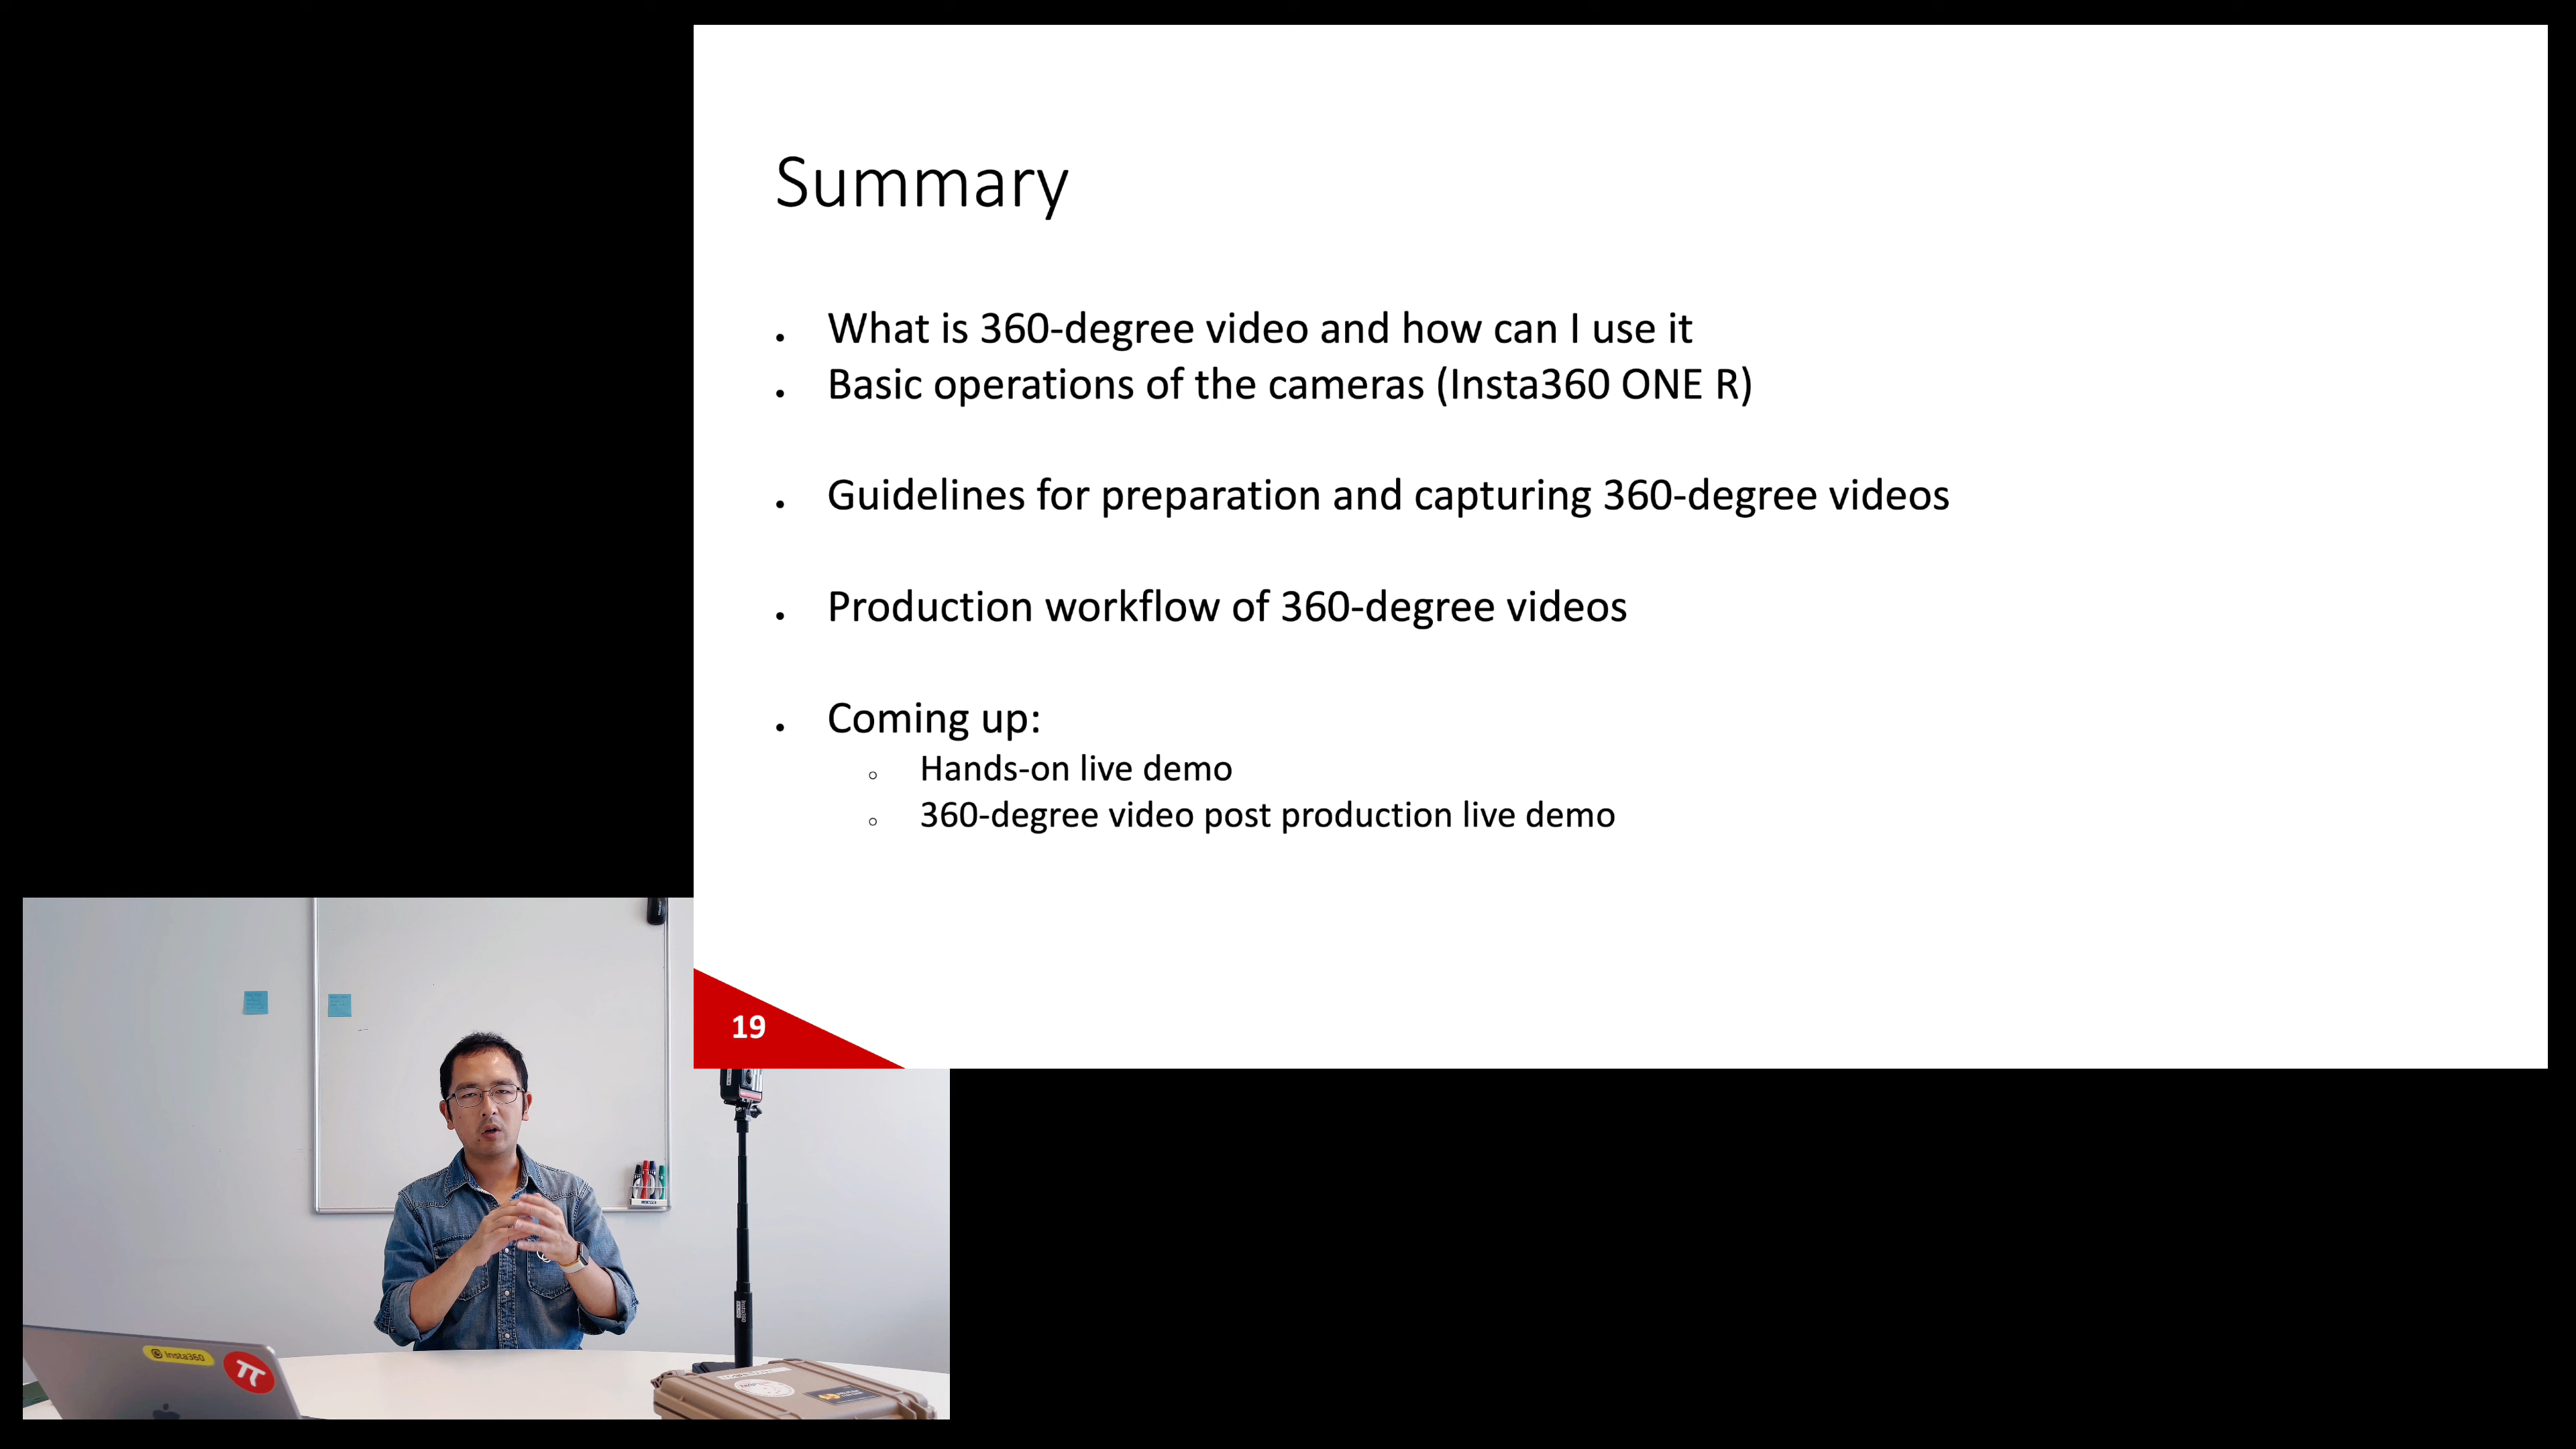 Summary
• What is 360-degree video and how can I use it
• Basic operations of the cameras (Insta360 ONE R)
• Guidelines for preparation and capturing 360-degree videos
• Production workflow of 360-degree videos
• Coming up:
○ Hands-on live demo
○ 360-degree video post production live demo
19
Insta360
π
Insta360